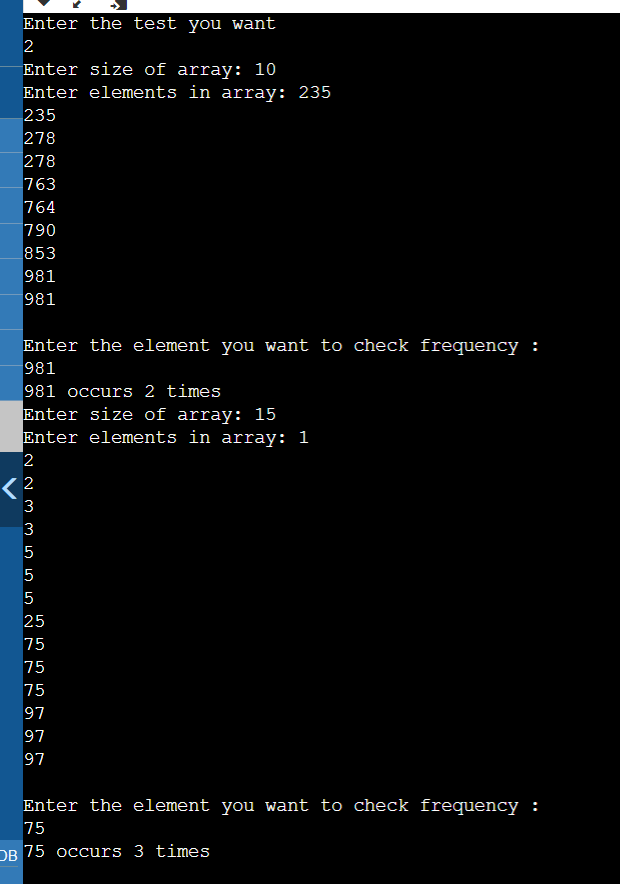 Enter the test you want
2
Enter size of array: 10
Enter elements in array: 235
235
278
278
763
764
790
853
981
981
Enter the element you want to check frequency :
981
981 occurs 2 times
Enter size of array: 15
Enter elements in array: 1
2
2
3
3
5
5
5
25
75
75
75
97
97
97
Enter the element you want to check frequency :
75
75 occurs 3 times